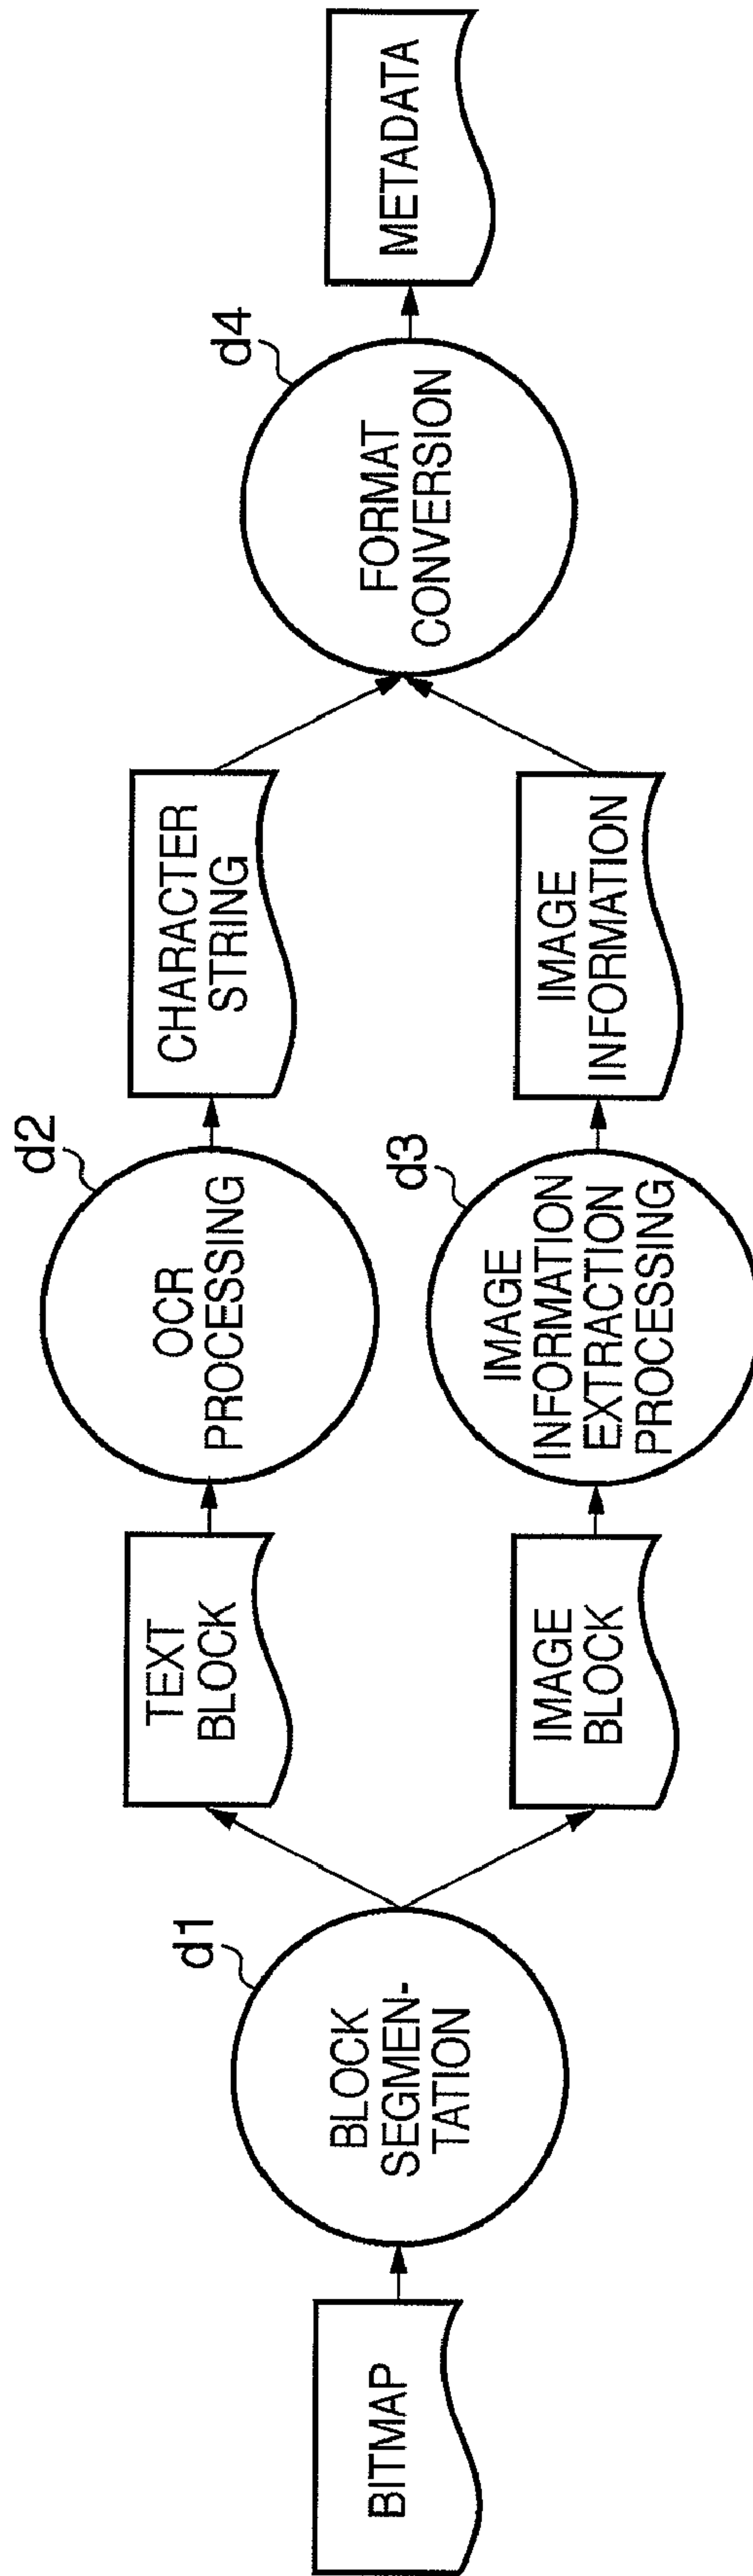 BITMAP
d1
BLOCK
SEGMEN-
TATION
TEXT
BLOCK
d2
OCR
PROCESSING
CHARACTER
STRING
IMAGE
BLOCK
d3
IMAGE
INFORMATION
EXTRACTION
PROCESSING
IMAGE
INFORMATION
d4
FORMAT
CONVERSION
METADATA